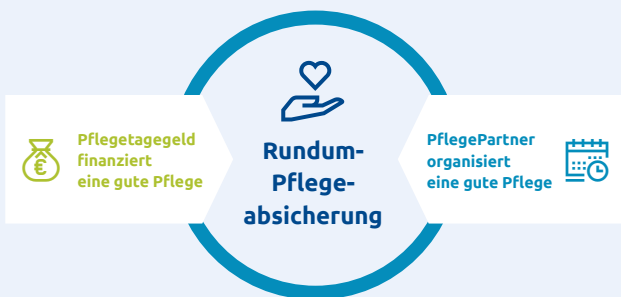 Pflegetagegeld
finanziert
eine gute Pflege
€
Rundum-
Pflege-
absicherung
PflegePartner
organisiert
eine gute Pflege